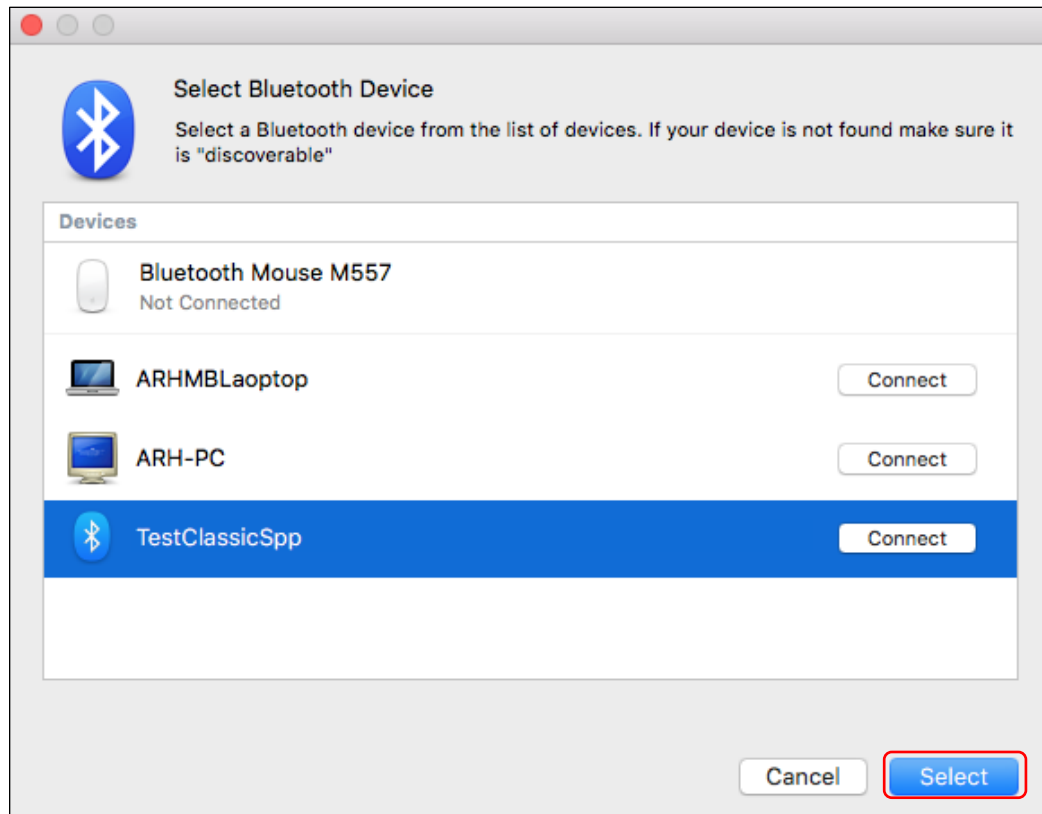 Select Bluetooth Device
Select a Bluetooth device from the list of devices. If your device is not found make sure it
is "discoverable"
Devices
Bluetooth Mouse M557
Not Connected
ARHMBLaoptop
Connect
ARH-PC
Connect
TestClassicSpp
Connect
Cancel
Select